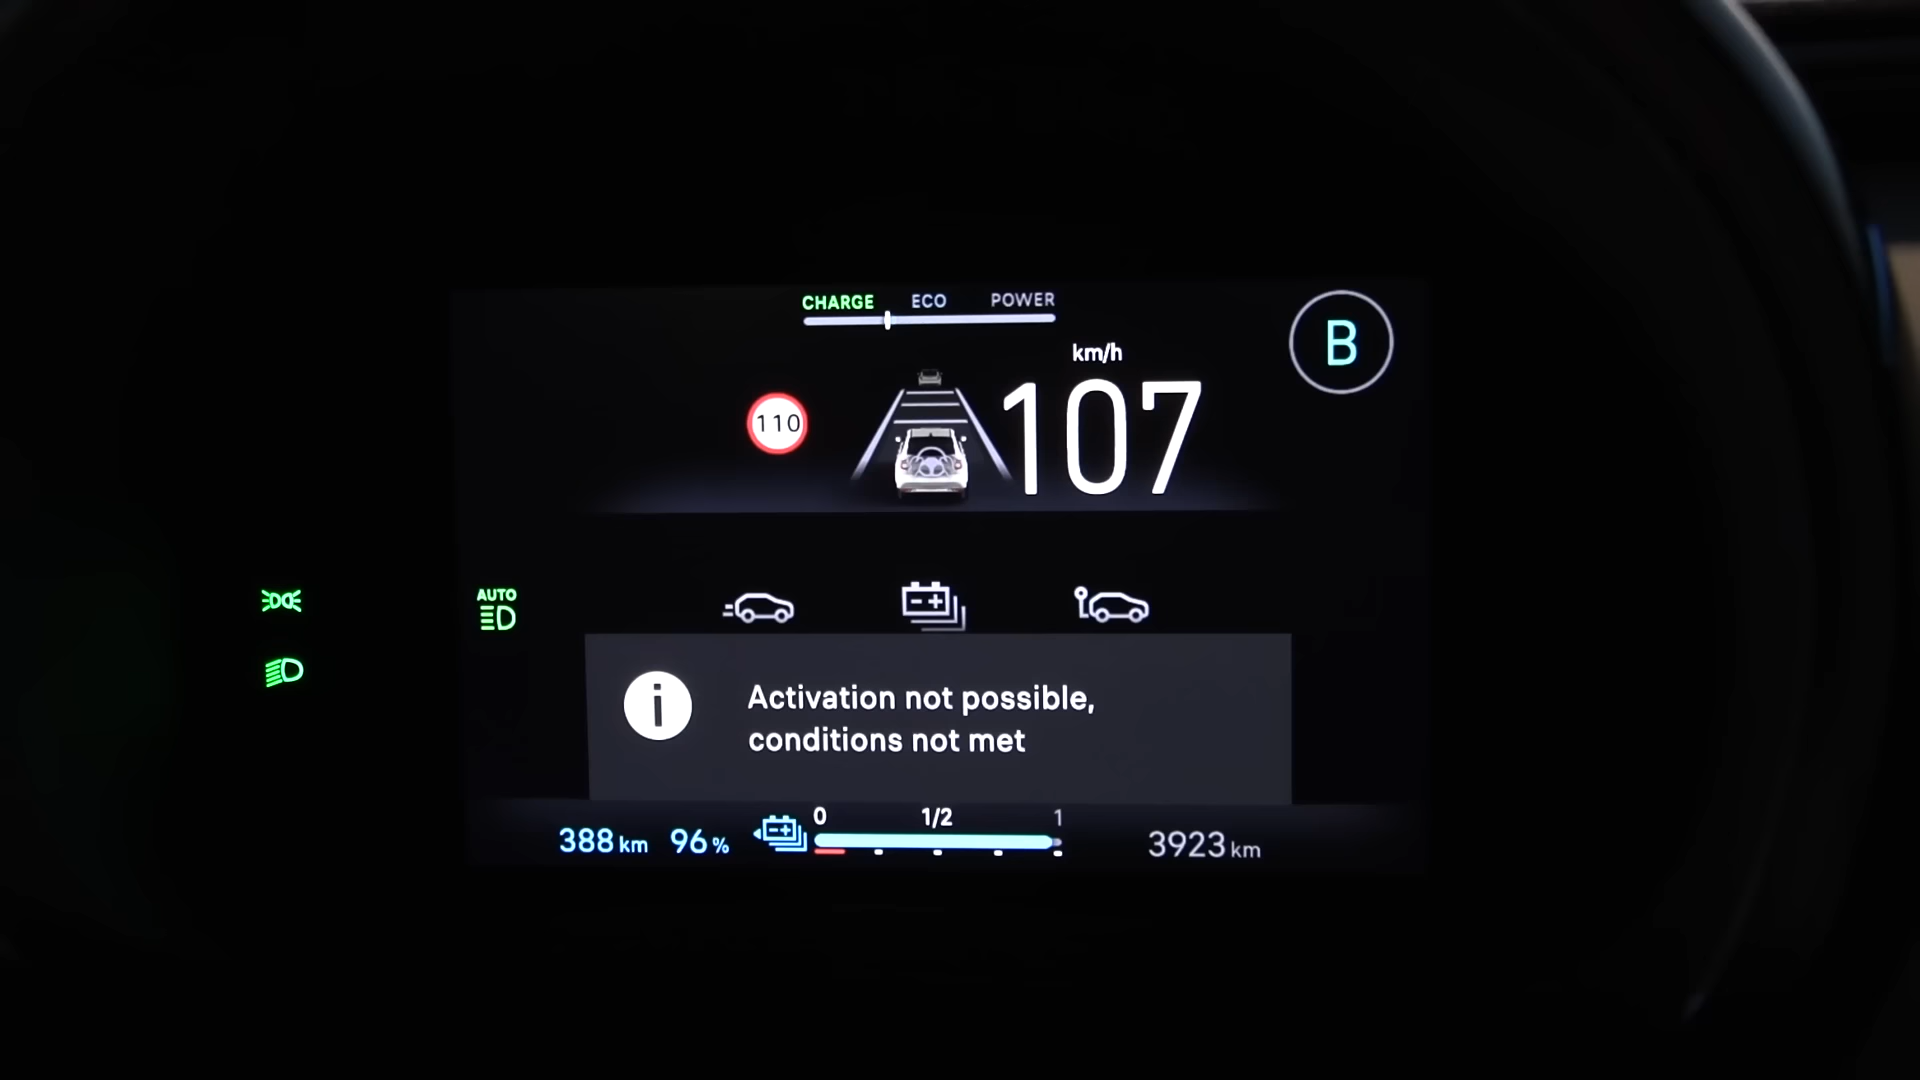 CHARGE ECO POWER
km/h
B
110
107
AUTO
Activation not possible,
conditions not met
0 1/2 1
388 km 96 %
3923 km